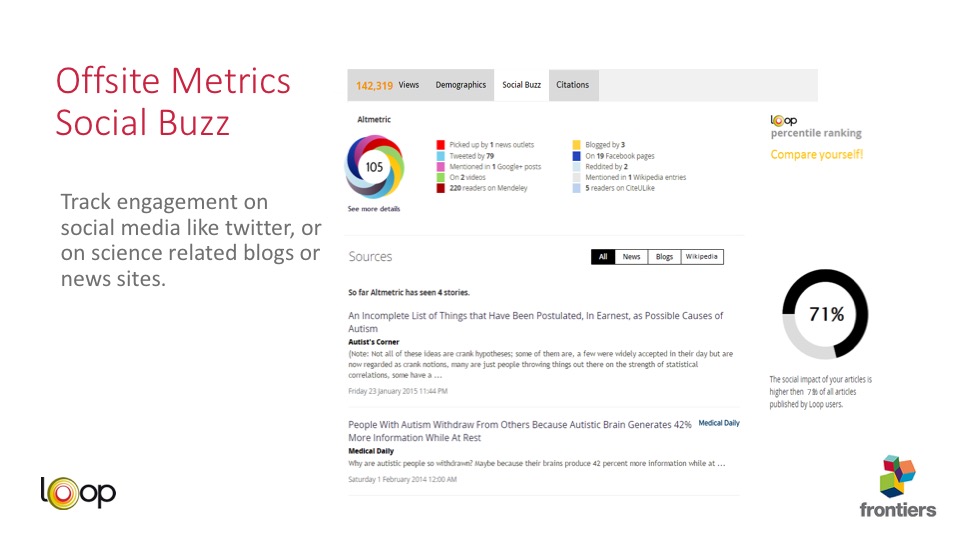 Offsite Metrics
Social Buzz
Track engagement on
social media like twitter, or
on science related blogs or
news sites.
142,319 Views Demographics Social Buzz Citations
Altmetric
105
See more details
Picked up by 1 news outlets
Tweeted by 79
Mentioned in 1 Google+ posts
On 2 videos
220 readers on Mendeley
Blogged by 3
On 19 Facebook pages
Reddited by 2
Mentioned in 1 Wikipedia entries
5 readers on CiteULike
loop
percentile ranking
Compare yourself!
Sources
All News Blogs Wikipedia
So far Altmetric has seen 4 stories.
An Incomplete List of Things that Have Been Postulated, In Earnest, as Possible Causes of
Autism
Autist's Corner
(Note: Not all of these ideas are crank hypotheses; some of them are, a few were widely accepted in their day but are
now regarded as crank notions, many are just people throwing things out there on the strength of statistical
correlations, some have a ...
Friday 23 January 2015 11:44 PM
People With Autism Withdraw From Others Because Autistic Brain Generates 42%
More Information While At Rest
Medical Daily
Medical Daily
Why are autistic people so withdrawn? Maybe because their brains produce 42 percent more information while at ...
Saturday 1 February 2014 12:00 AM
71%
The social impact of your articles is
higher then 71% of all articles
published by Loop users.
loop
frontiers